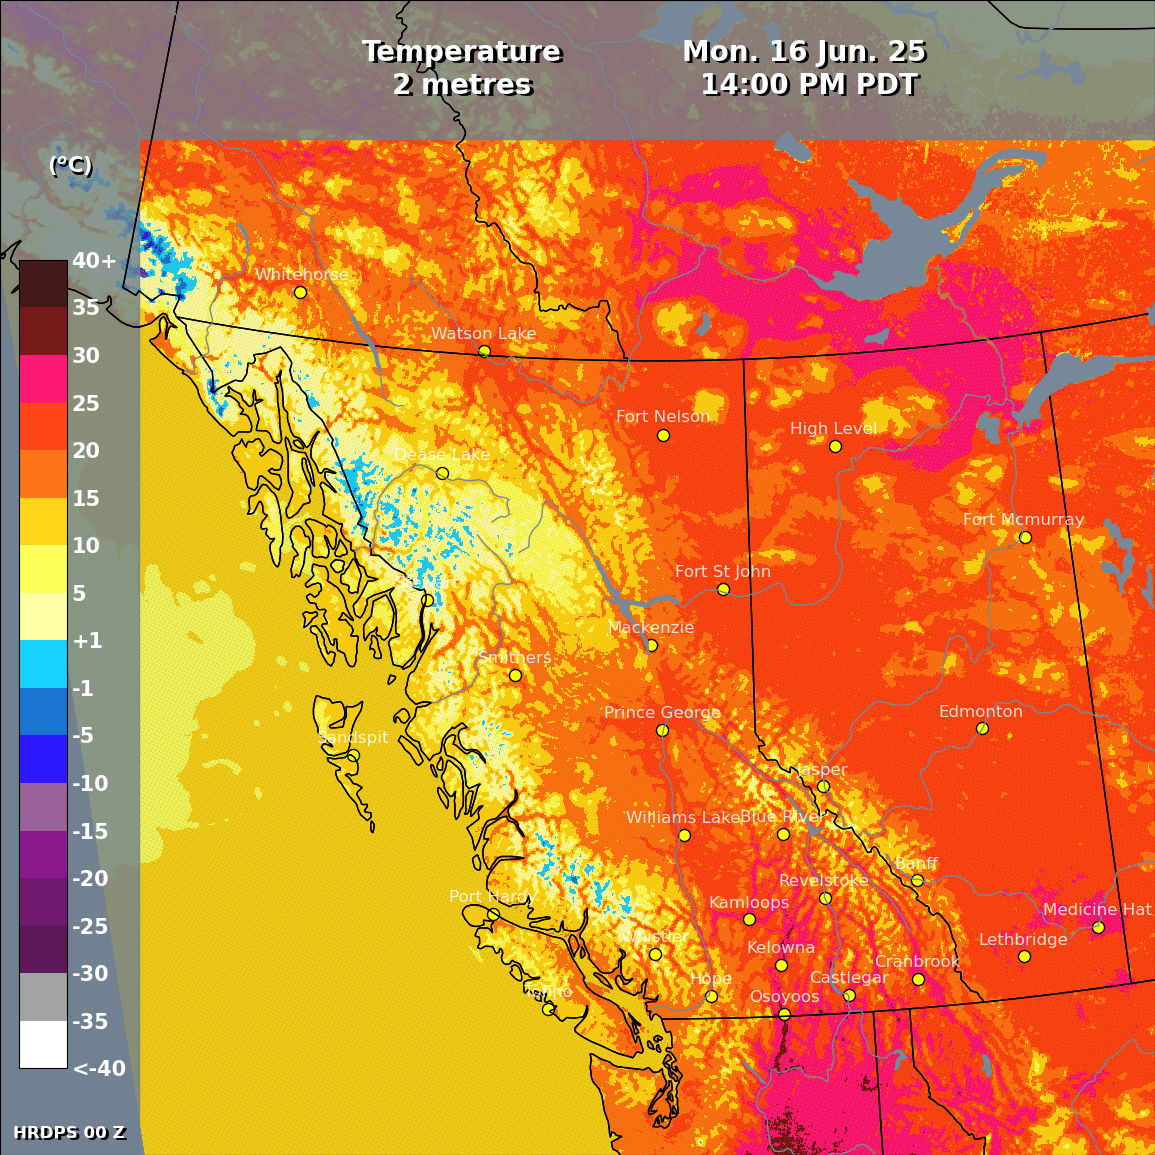 Temperature
2 metres
Mon. 16 Jun. 25
14:00 PM PDT
(°C)
40+
35
30
25
20
15
10
5
+1
-1
-5
-10
-15
-20
-25
-30
-35
<-40
Whitehorse
Watson Lake
Fort Nelson
High Level
Dease Lake
Fort Mcmurray
Fort St John
Stewart
Mackenzie
Smithers
Prince George
Edmonton
Sandspit
Jasper
Williams Lake
Blue River
Banff
Revelstoke
Port Hardy
Kamloops
Medicine Hat
Whistler
Kelowna
Lethbridge
Cranbrook
Hope
Castlegar
Tofino
Osoyoos
HRDPS 00 Z